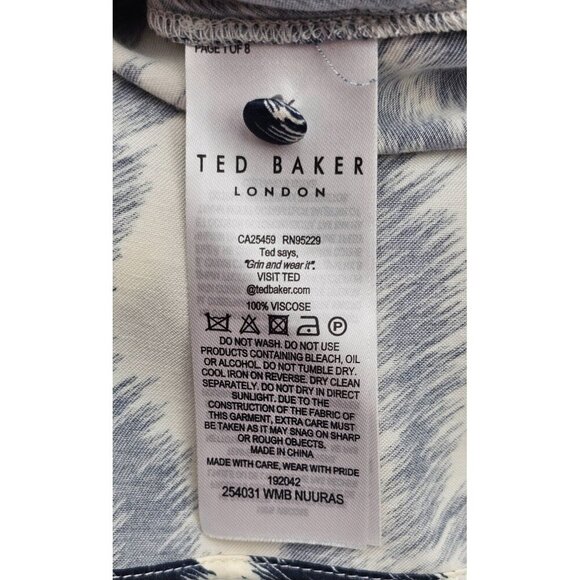 PAGE 1 OF 8
TED BAKER
LONDON
CA25459 RN95229
Ted says,
"Grin and wear it".
VISIT TED
@tedbaker.com
100% VISCOSE
DO NOT WASH. DO NOT USE
PRODUCTS CONTAINING BLEACH, OIL
OR ALCOHOL. DO NOT TUMBLE DRY.
COOL IRON ON REVERSE. DRY CLEAN
SEPARATELY. DO NOT DRY IN DIRECT
SUNLIGHT. DUE TO THE
CONSTRUCTION OF THE FABRIC OF
THIS GARMENT, EXTRA CARE MUST
BE TAKEN AS IT MAY SNAG ON SHARP
OR ROUGH OBJECTS.
MADE IN CHINA
MADE WITH CARE, WEAR WITH PRIDE
192042
254031 WMB NUURAS